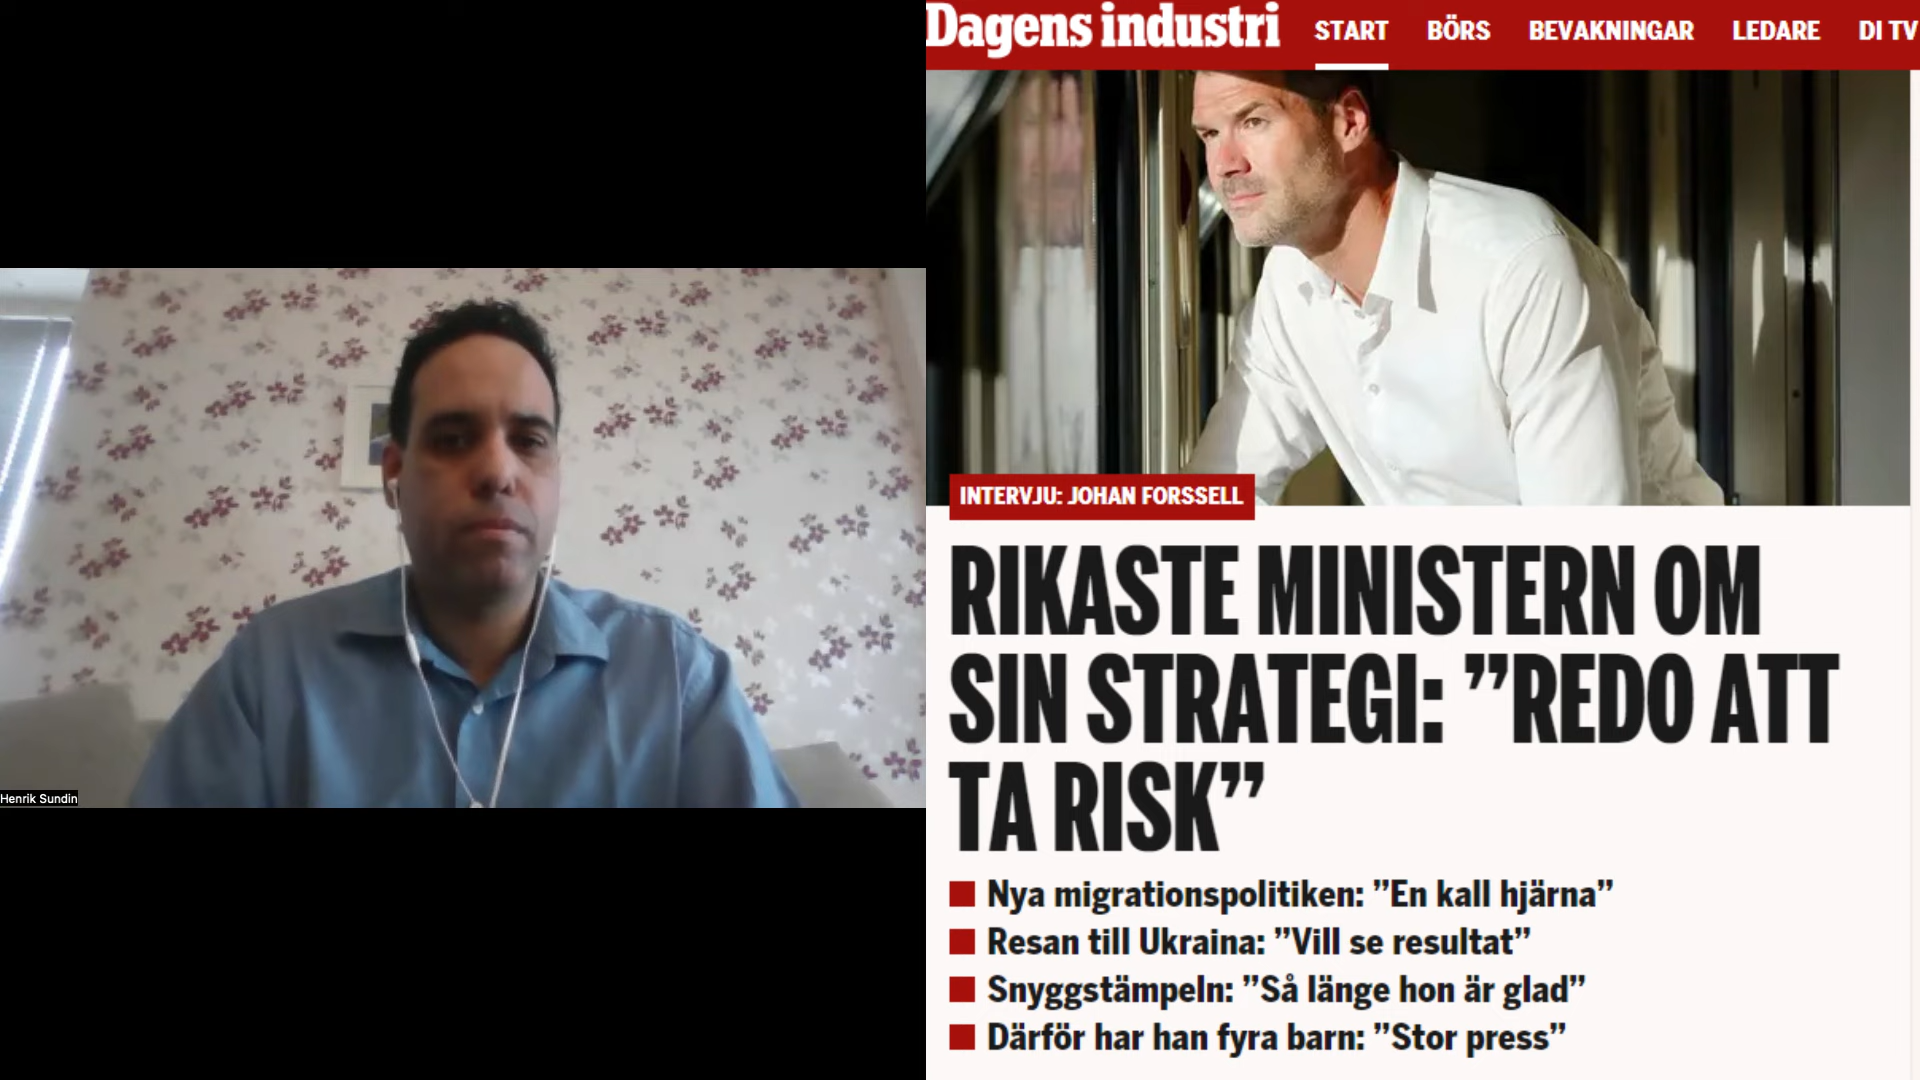 Dagens industri
START BÖRS BEVAKNINGAR LEDARE DI TV
INTERVJU: JOHAN FORSSELL
RIKASTE MINISTERN OM
SIN STRATEGI: ”REDO ATT
TA RISK”
Nya migrationspolitiken: ”En kall hjärna”
Resan till Ukraina: ”Vill se resultat”
Snyggstämpeln: ”Så länge hon är glad”
Därför har han fyra barn: ”Stor press”
Henrik Sundin